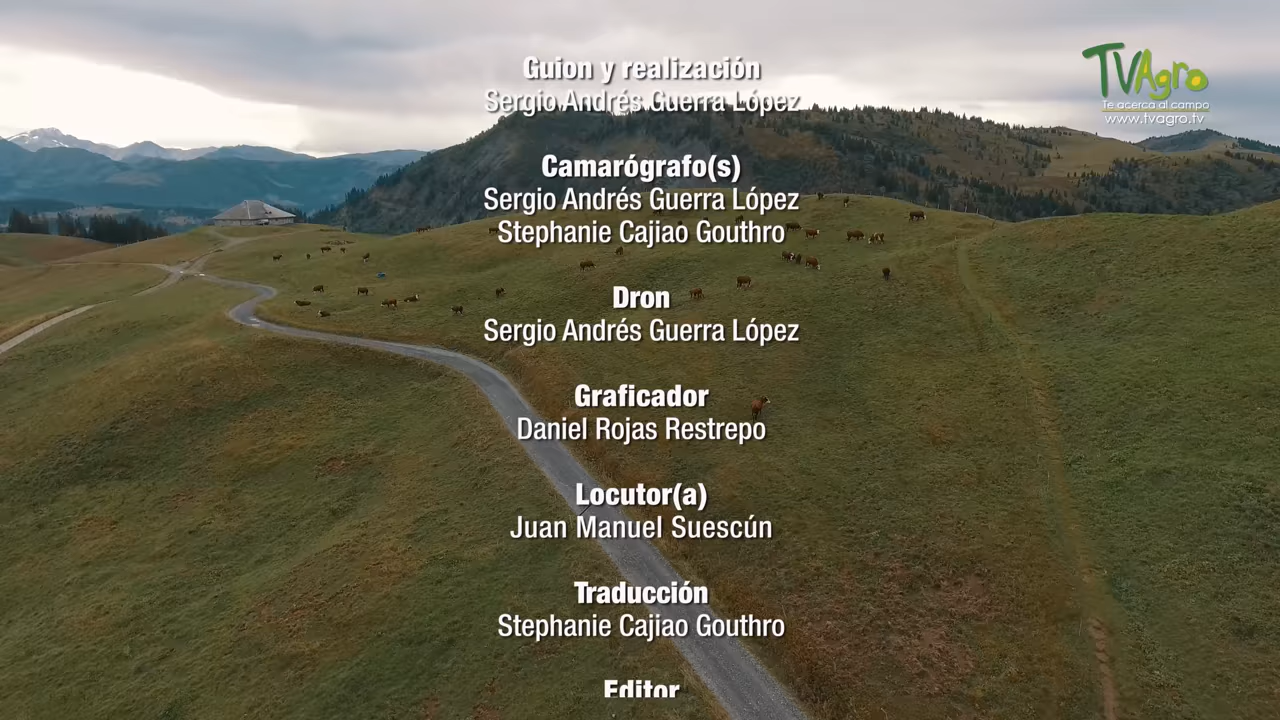 Guion y realización
Sergio Andrés Guerra López
TVAgro
Te acerca al campo
www.tvagro.tv
Camarógrafo(s)
Sergio Andrés Guerra López
Stephanie Cajiao Gouthro
Dron
Sergio Andrés Guerra López
Graficador
Daniel Rojas Restrepo
Locutor(a)
Juan Manuel Suescún
Traducción
Stephanie Cajiao Gouthro
Editor